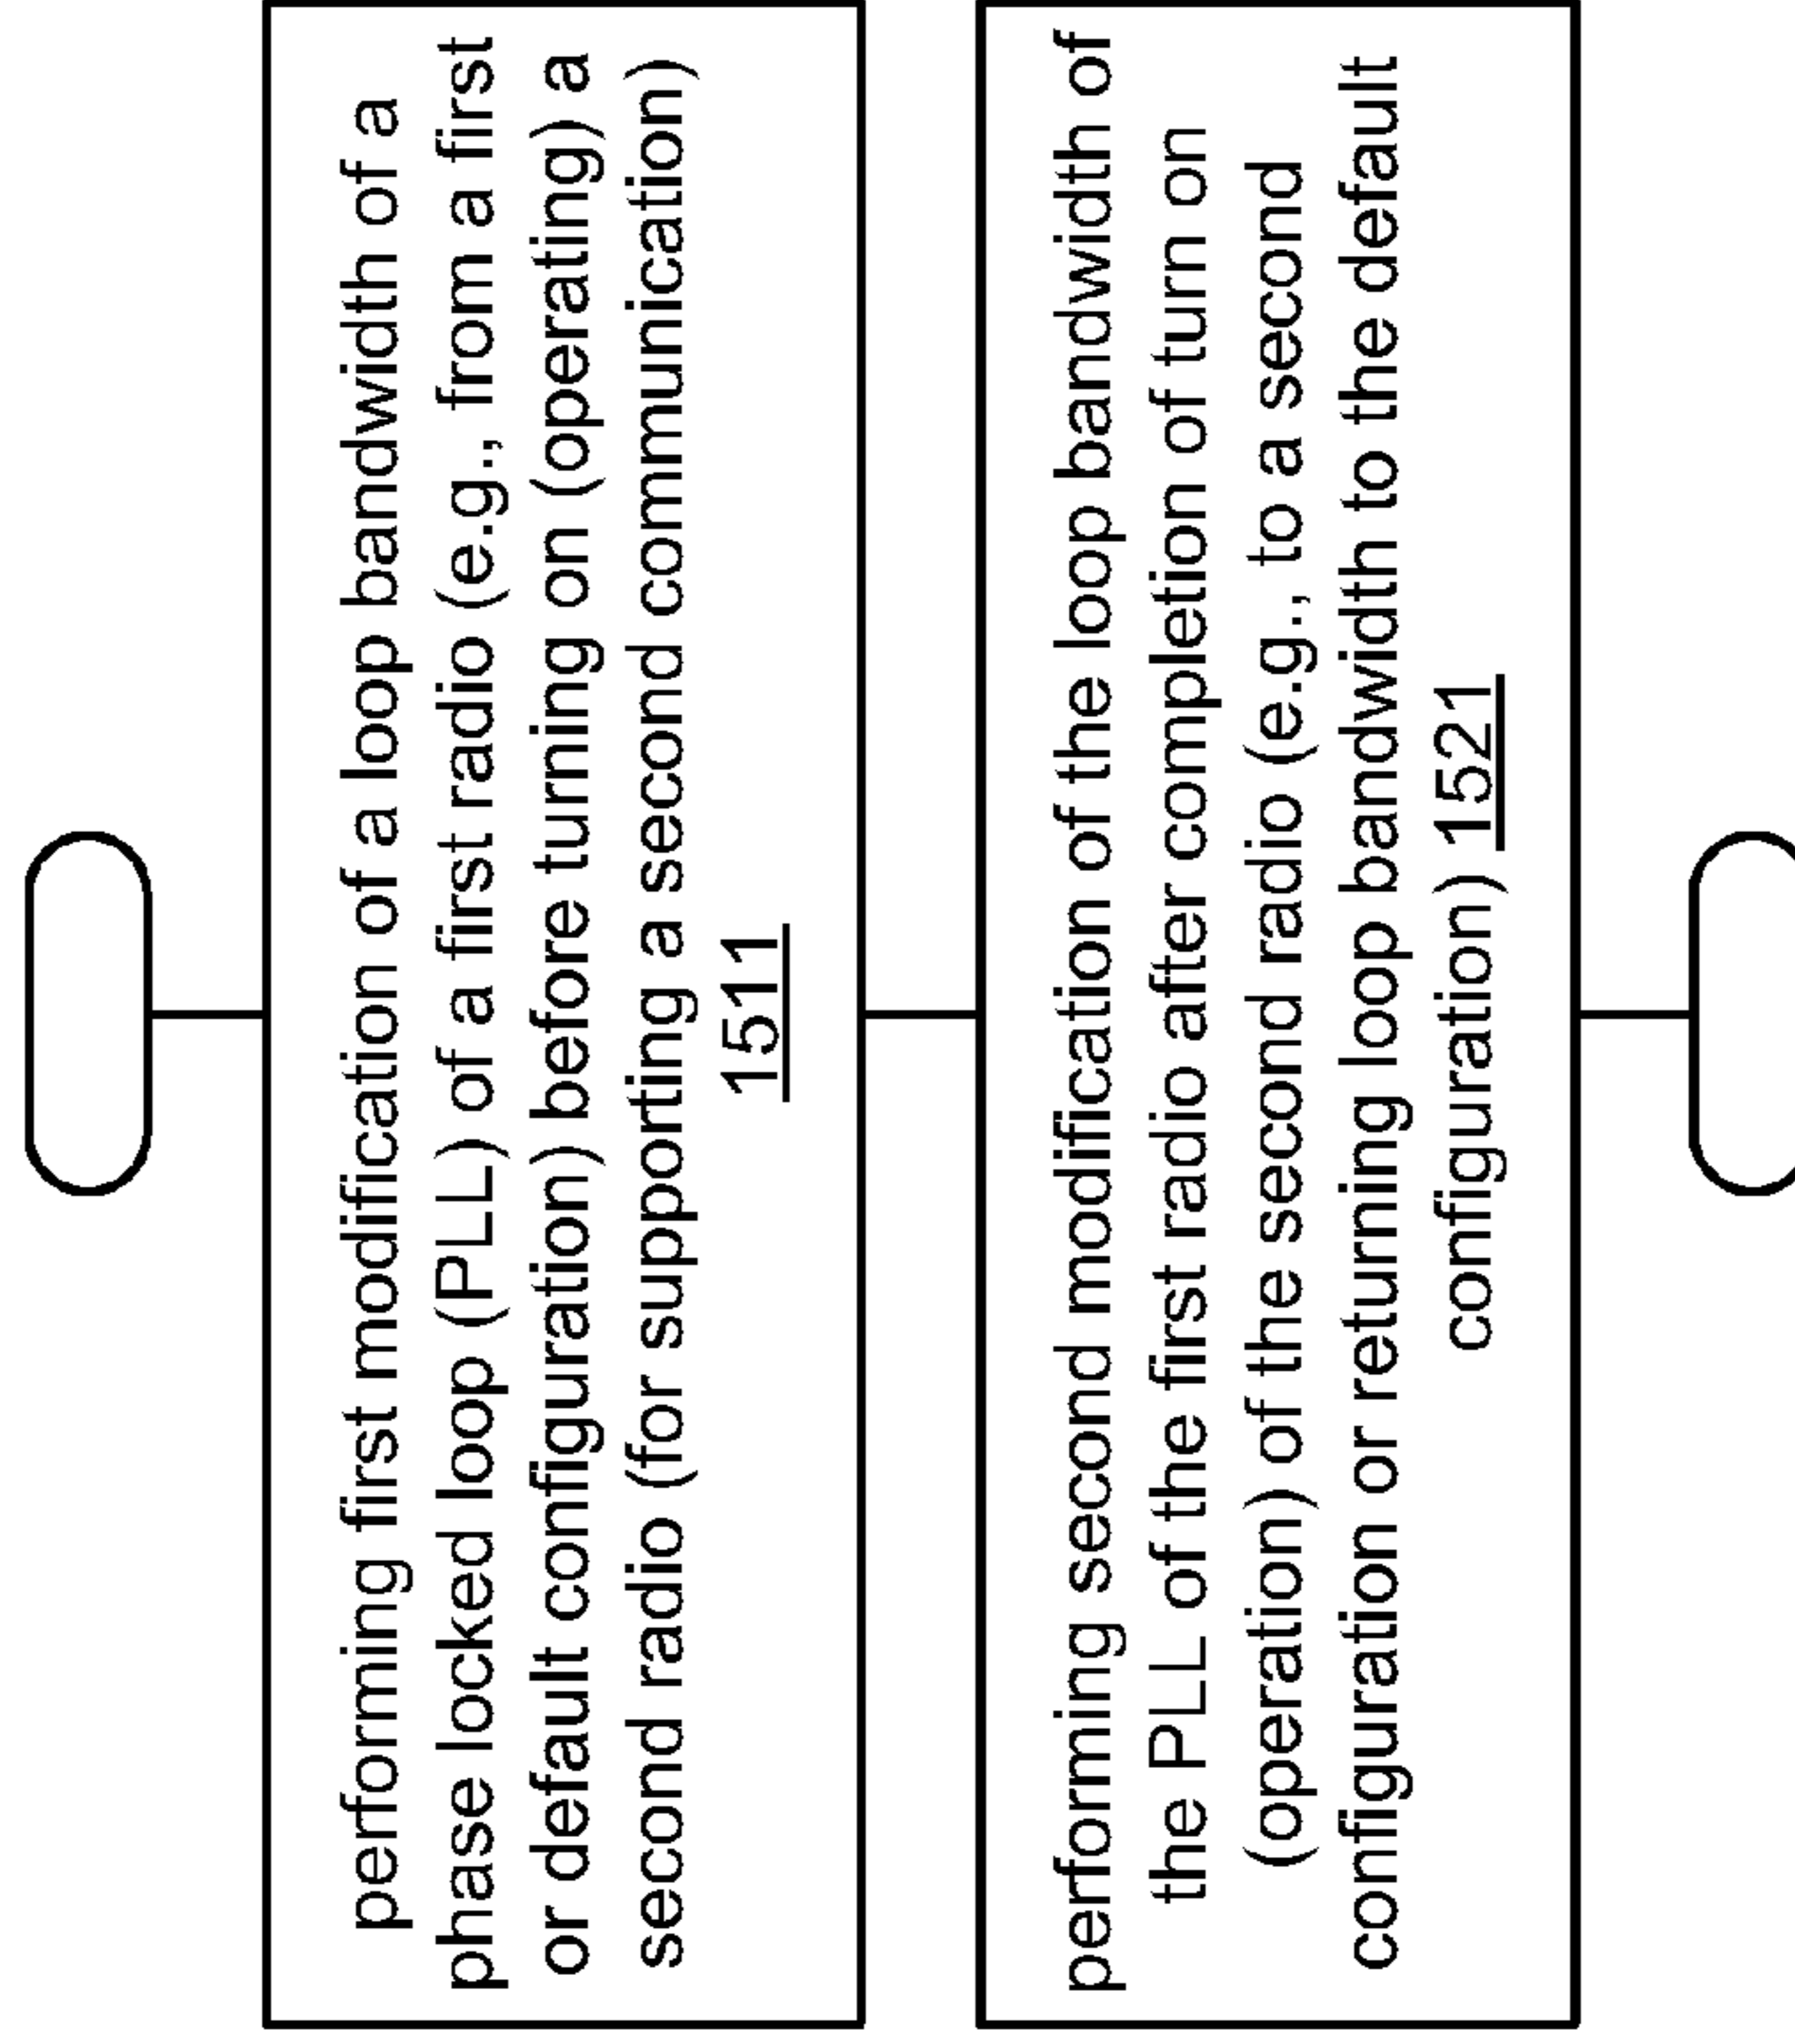 performing first modification of a loop bandwidth of a
phase locked loop (PLL) of a first radio (e.g., from a first
or default configuration) before turning on (operating) a
second radio (for supporting a second communication)
1511
performing second modification of the loop bandwidth of
the PLL of the first radio after completion of turn on
(operation) of the second radio (e.g., to a second
configuration or returning loop bandwidth to the default
configuration) 1521